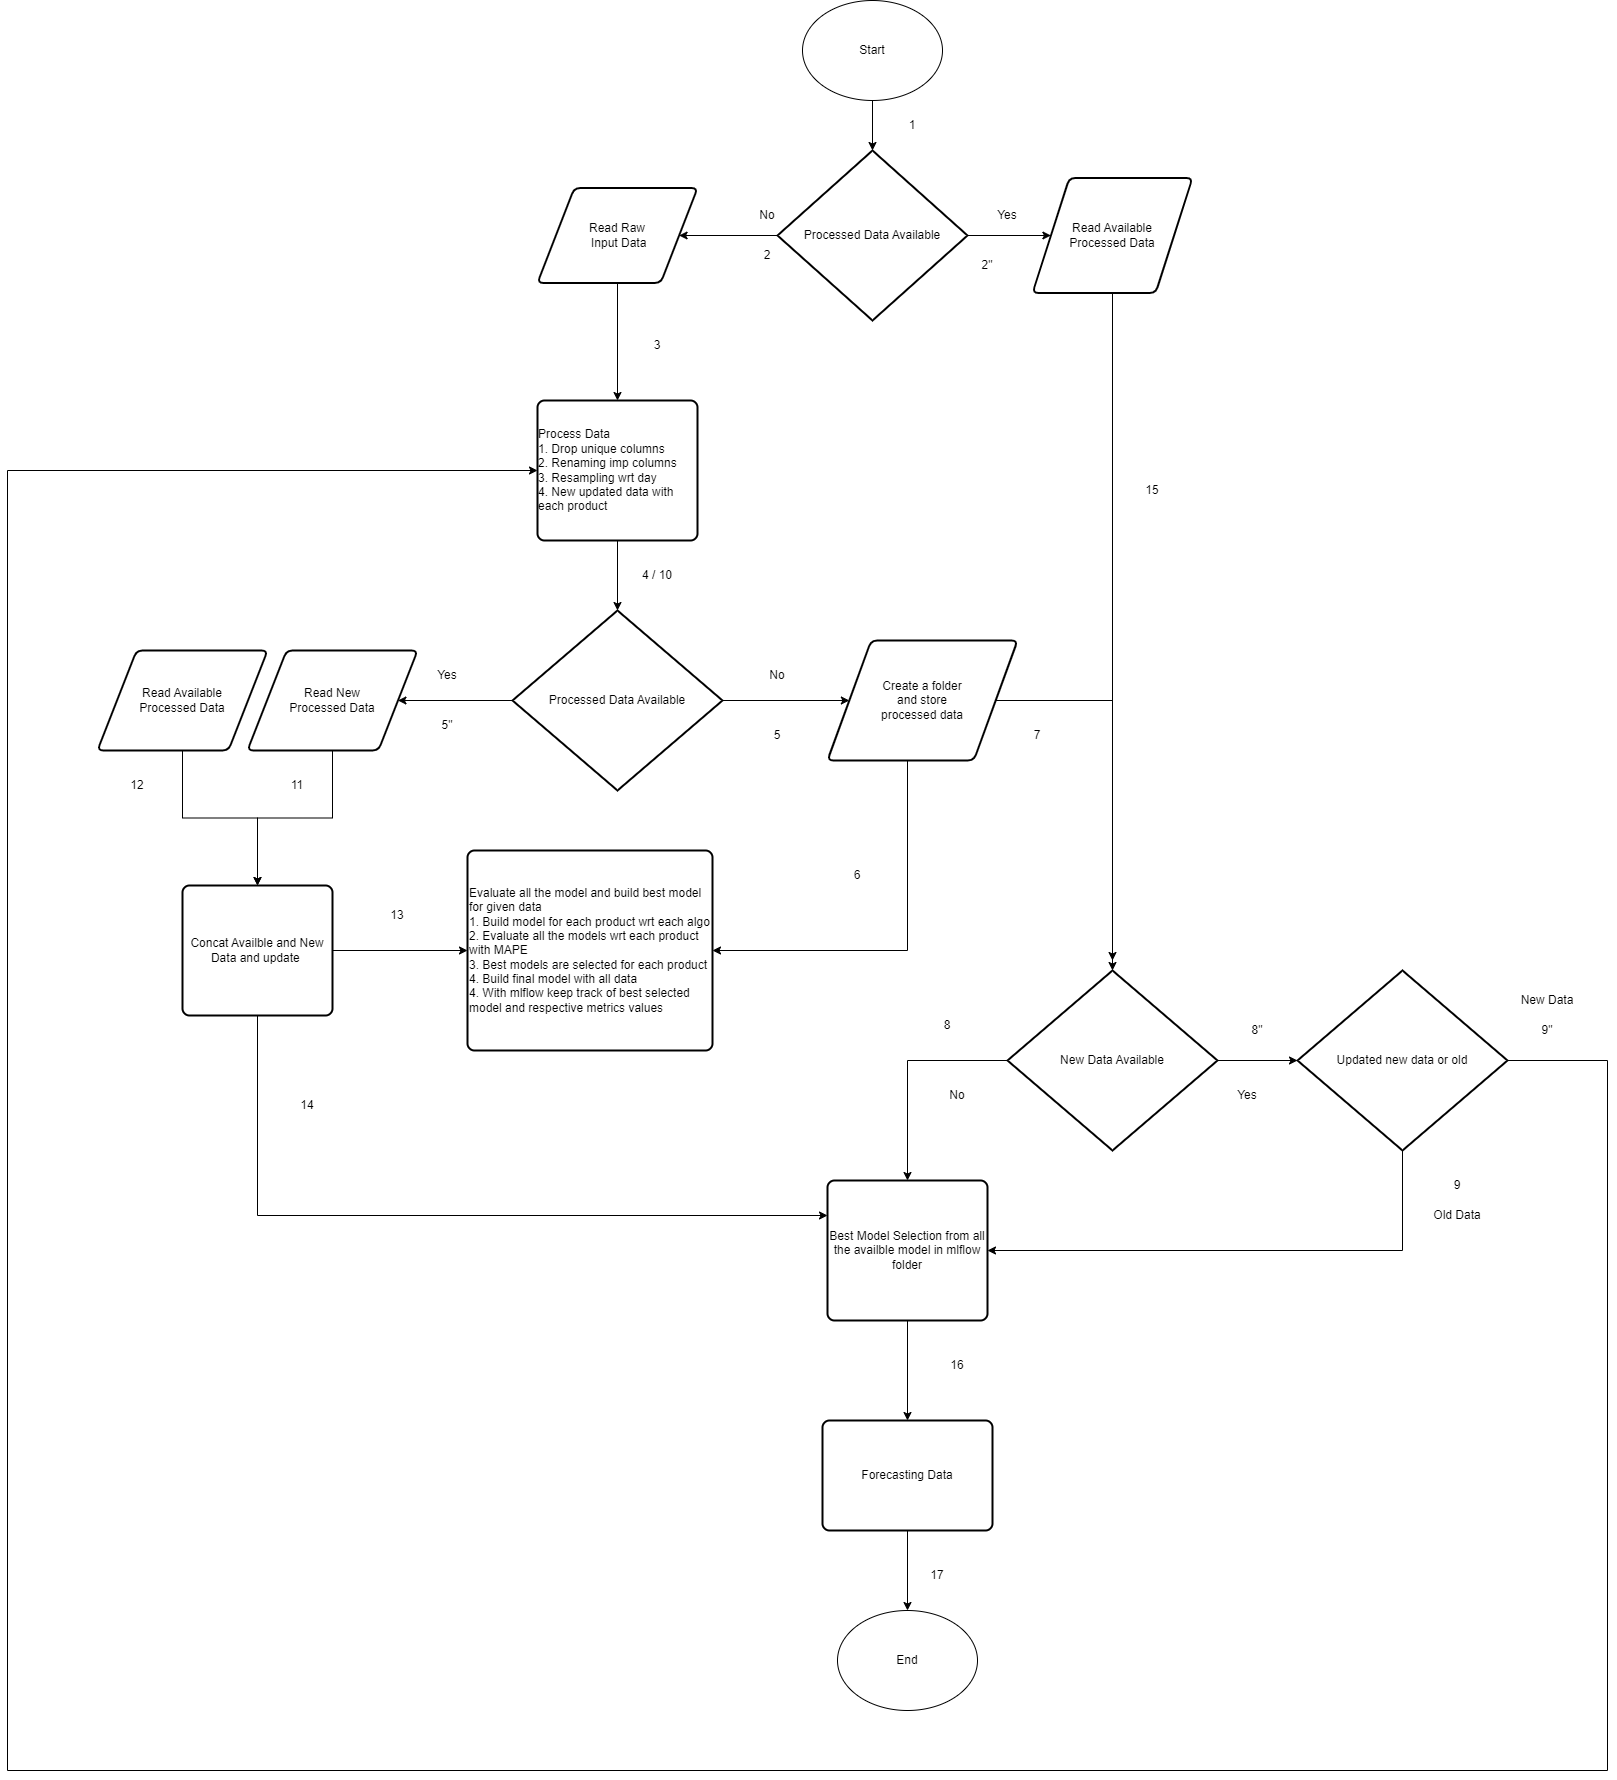 Start
1
No
Processed Data Available
Yes
Read Raw
Input Data
2
2"
Read Available
Processed Data
3
Process Data
1. Drop unique columns
2. Renaming imp columns
3. Resampling wrt day
4. New updated data with
each product
15
4 / 10
Read Available
Processed Data
Read New
Processed Data
Yes
5"
Processed Data Available
No
5
Create a folder
and store
processed data
7
12
11
6
Concat Availble and New
Data and update
13
Evaluate all the model and build best model
for given data
1. Build model for each product wrt each algo
2. Evaluate all the models wrt each product
with MAPE
3. Best models are selected for each product
4. Build final model with all data
4. With mlflow keep track of best selected
model and respective metrics values
8
No
New Data Available
8"
Yes
Updated new data or old
New Data
9"
14
9
Old Data
Best Model Selection from all
the availble model in mlflow
folder
16
Forecasting Data
17
End